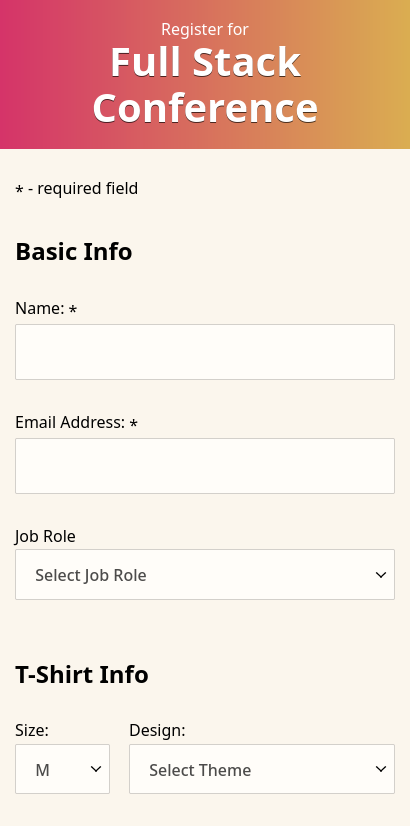 Register for
Full Stack
Conference
* - required field
Basic Info
Name: *
Email Address: *
Job Role
Select Job Role
T-Shirt Info
Size: Design:
M Select Theme